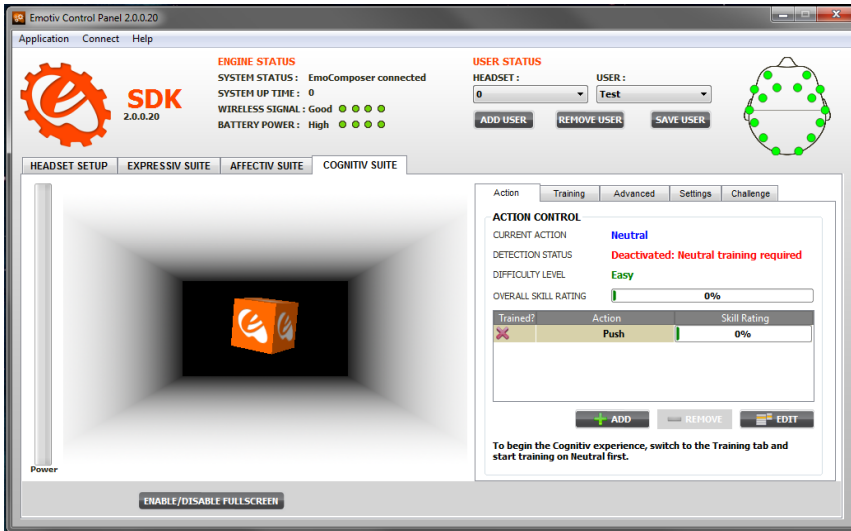 Emotiv Control Panel 2.0.0.20
Application Connect Help
SDK
2.0.0.20
ENGINE STATUS
SYSTEM STATUS : EmoComposer connected
SYSTEM UP TIME : 0
WIRELESS SIGNAL : Good
BATTERY POWER : High
USER STATUS
HEADSET : USER :
0 Test
ADD USER REMOVE USER SAVE USER
HEADSET SETUP EXPRESSIV SUITE AFFECTIV SUITE COGNITIV SUITE
Power
ENABLE/DISABLE FULLSCREEN
Action Training Advanced Settings Challenge
ACTION CONTROL
CURRENT ACTION Neutral
DETECTION STATUS Deactivated: Neutral training required
DIFFICULTY LEVEL Easy
OVERALL SKILL RATING 0%
Trained? Action Skill Rating
Push 0%
ADD REMOVE EDIT
To begin the Cognitiv experience, switch to the Training tab and
start training on Neutral first.